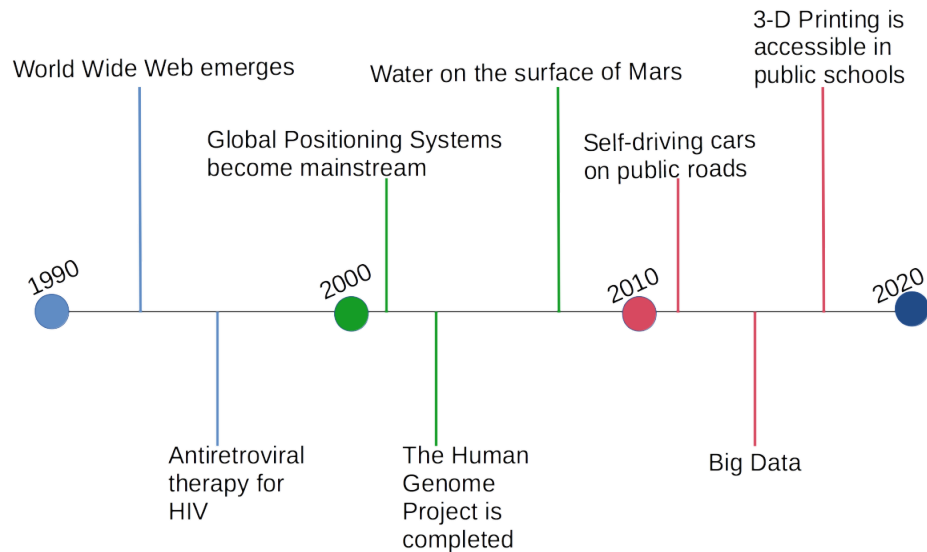 3-D Printing is
accessible in
public schools
World Wide Web emerges
Water on the surface of Mars
Global Positioning Systems
become mainstream
Self-driving cars
on public roads
1990
2000
2010
2020
Antiretroviral
therapy for
HIV
The Human
Genome
Project is
completed
Big Data